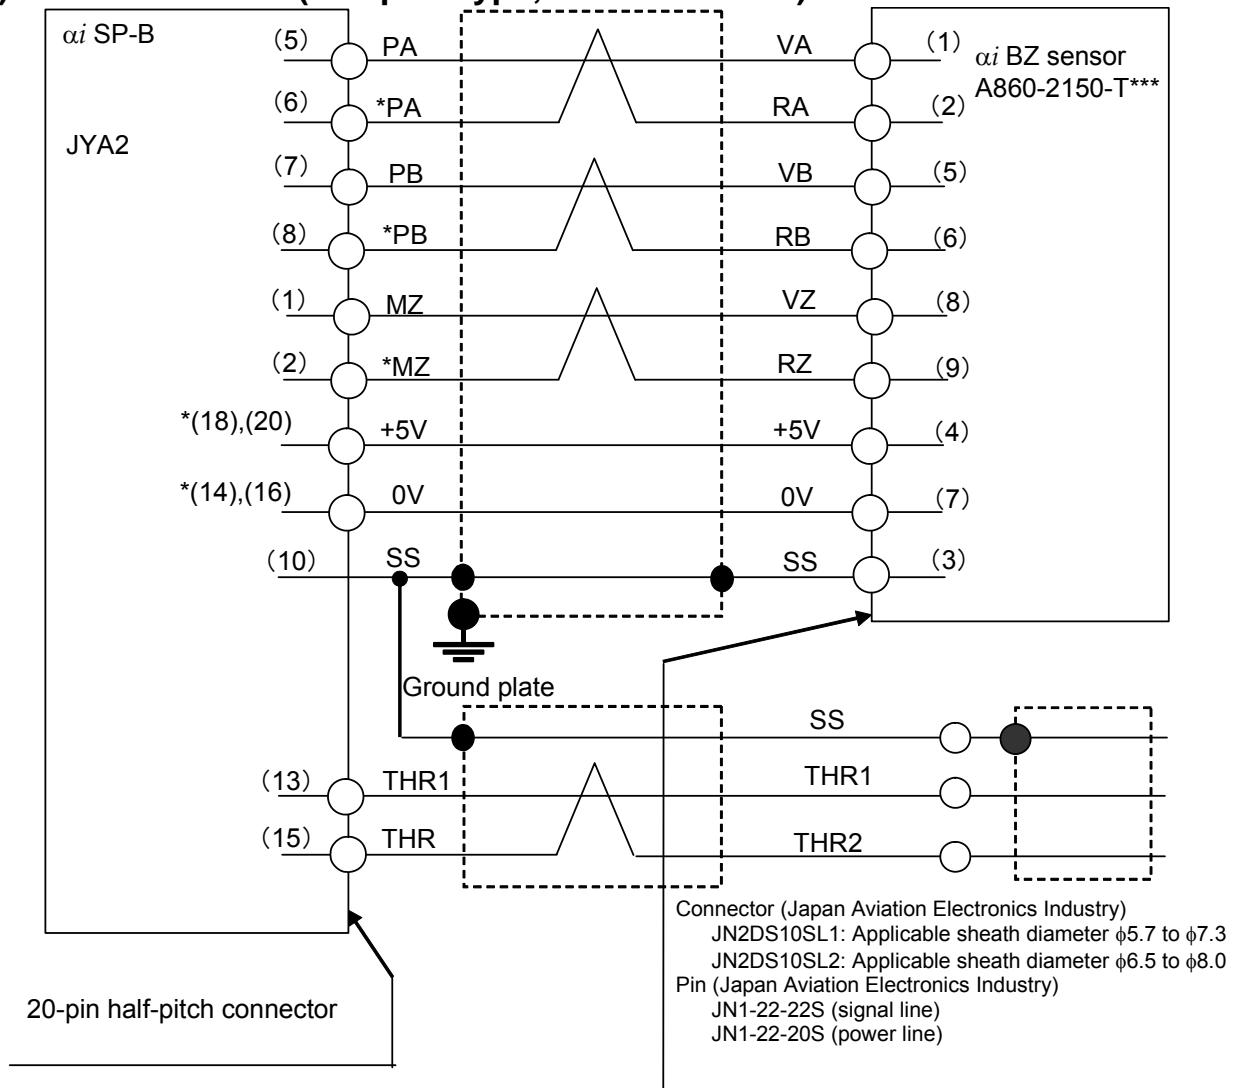 αi SP-B
JYA2
(5) PA VA (1)
αi BZ sensor
A860-2150-T***
(6) *PA RA (2)
(7) PB VB (5)
(8) *PB RB (6)
(1) MZ VZ (8)
(2) *MZ RZ (9)
*(18),(20) +5V +5V (4)
*(14),(16) 0V 0V (7)
(10) SS SS (3)
Ground plate
SS
(13) THR1 THR1
(15) THR THR2
Connector (Japan Aviation Electronics Industry)
JN2DS10SL1: Applicable sheath diameter ϕ5.7 to ϕ7.3
JN2DS10SL2: Applicable sheath diameter ϕ6.5 to ϕ8.0
Pin (Japan Aviation Electronics Industry)
JN1-22-22S (signal line)
JN1-22-20S (power line)
20-pin half-pitch connector